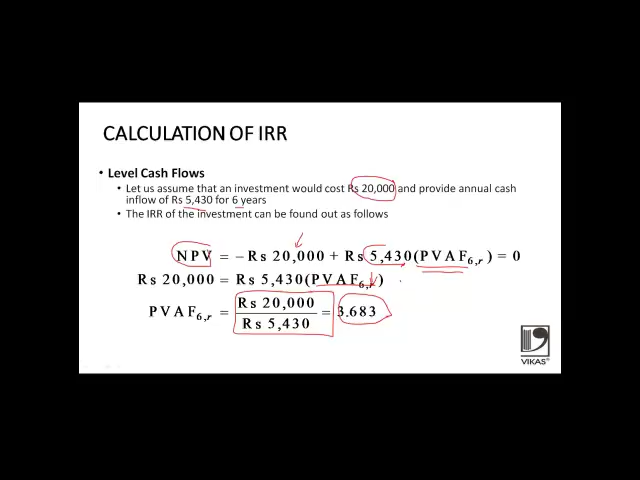 CALCULATION OF IRR
• Level Cash Flows
• Let us assume that an investment would cost Rs 20,000 and provide annual cash
inflow of Rs 5,430 for 6 years
• The IRR of the investment can be found out as follows
NPV = − Rs 20,000 + Rs 5,430(PVAF6,r) = 0
Rs 20,000 = Rs 5,430(PVAF6,r)
PVAF6,r = Rs 20,000 / Rs 5,430 = 3.683
VIKAS®